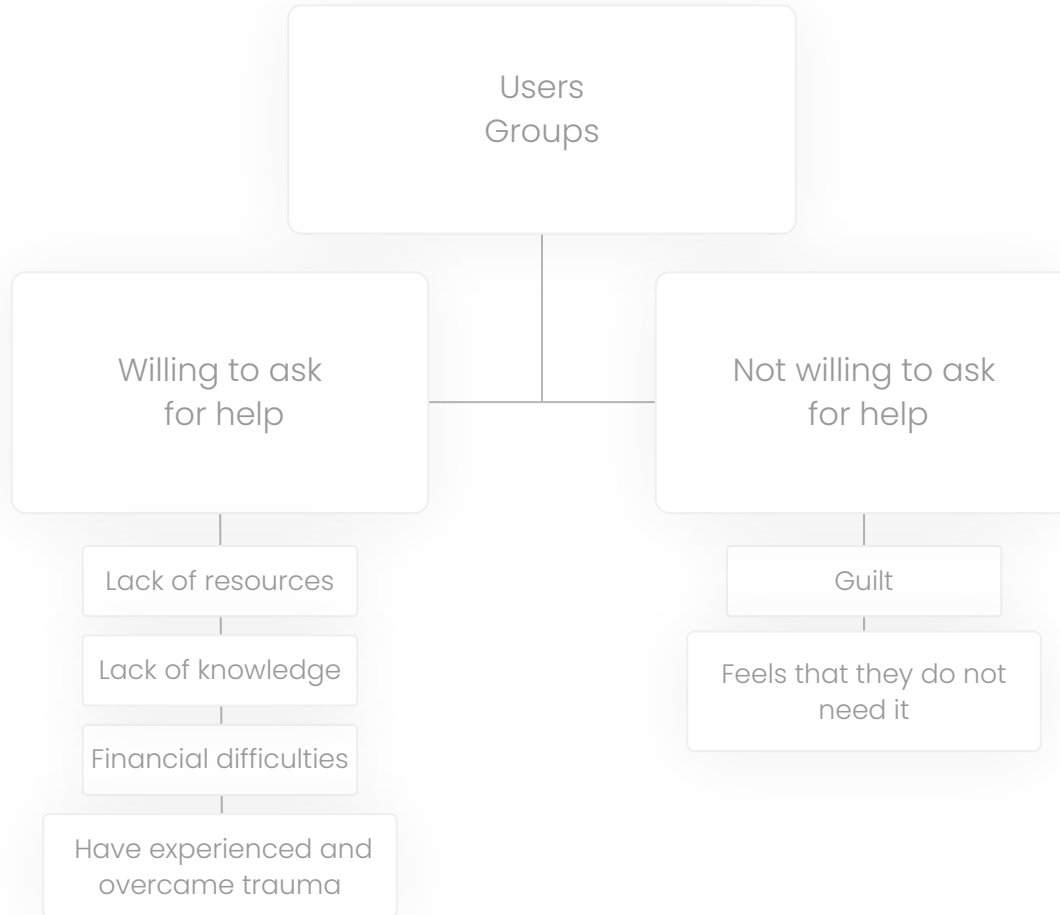 Users
Groups
Willing to ask
for help
Not willing to ask
for help
Lack of resources
Lack of knowledge
Financial difficulties
Have experienced and
overcame trauma
Guilt
Feels that they do not
need it